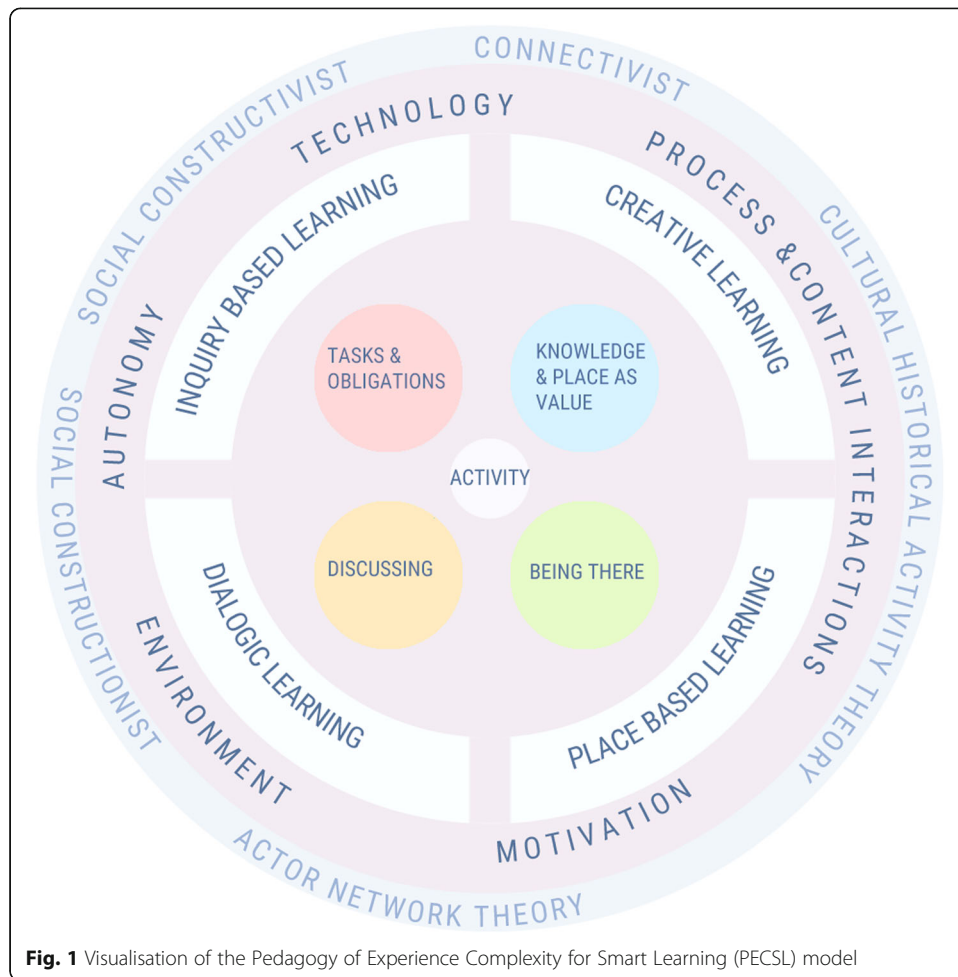 CONNECTIVIST
SOCIAL CONSTRUCTIVIST
CULTURAL HISTORICAL ACTIVITY THEORY
SOCIAL CONSTRUCTIONIST
ACTOR NETWORK THEORY
TECHNOLOGY
PROCESS &CONTENT INTERACTIONS
AUTONOMY
ENVIRONMENT
MOTIVATION
INQUIRY BASED LEARNING
CREATIVE LEARNING
DIALOGIC LEARNING
PLACE BASED LEARNING
TASKS &
OBLIGATIONS
KNOWLEDGE
& PLACE AS
VALUE
ACTIVITY
DISCUSSING
BEING THERE
Fig. 1 Visualisation of the Pedagogy of Experience Complexity for Smart Learning (PECSL) model